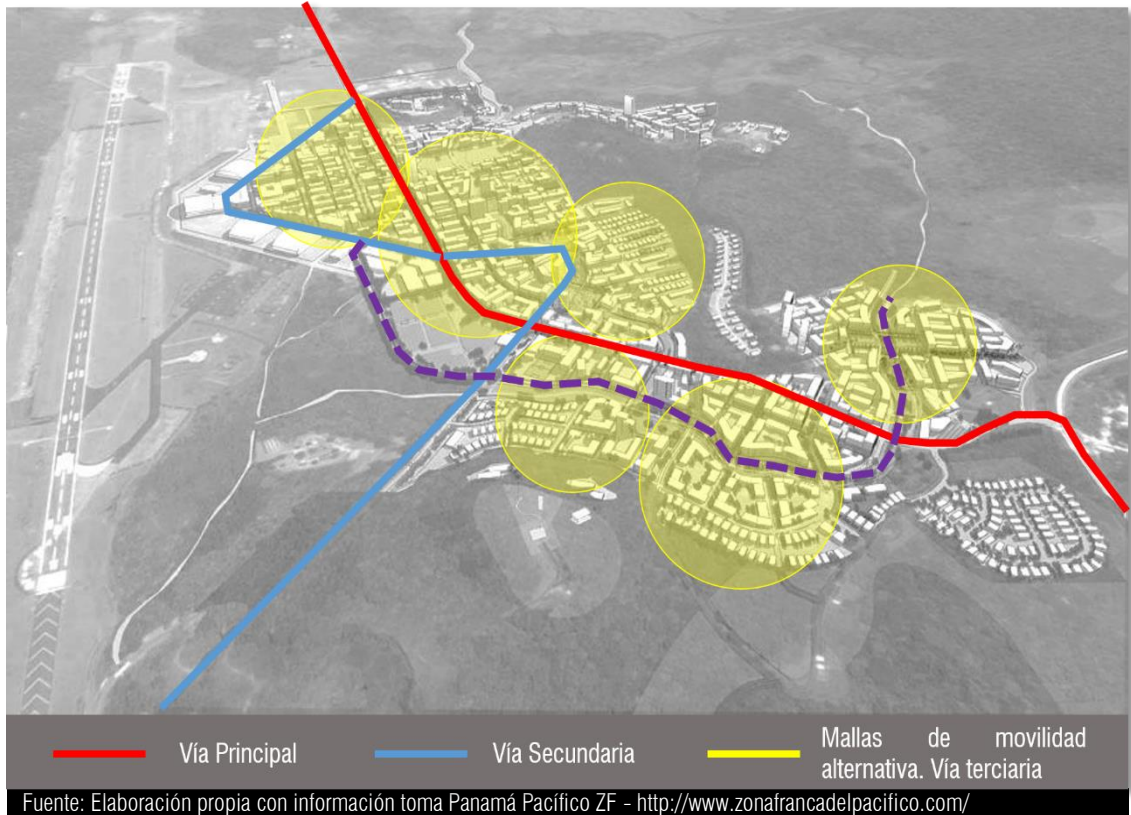 Vía Principal
Vía Secundaria
Mallas de movilidad
alternativa. Vía terciaria
Fuente: Elaboración propia con información toma Panamá Pacífico ZF - http://www.zonafrancadelpacifico.com/